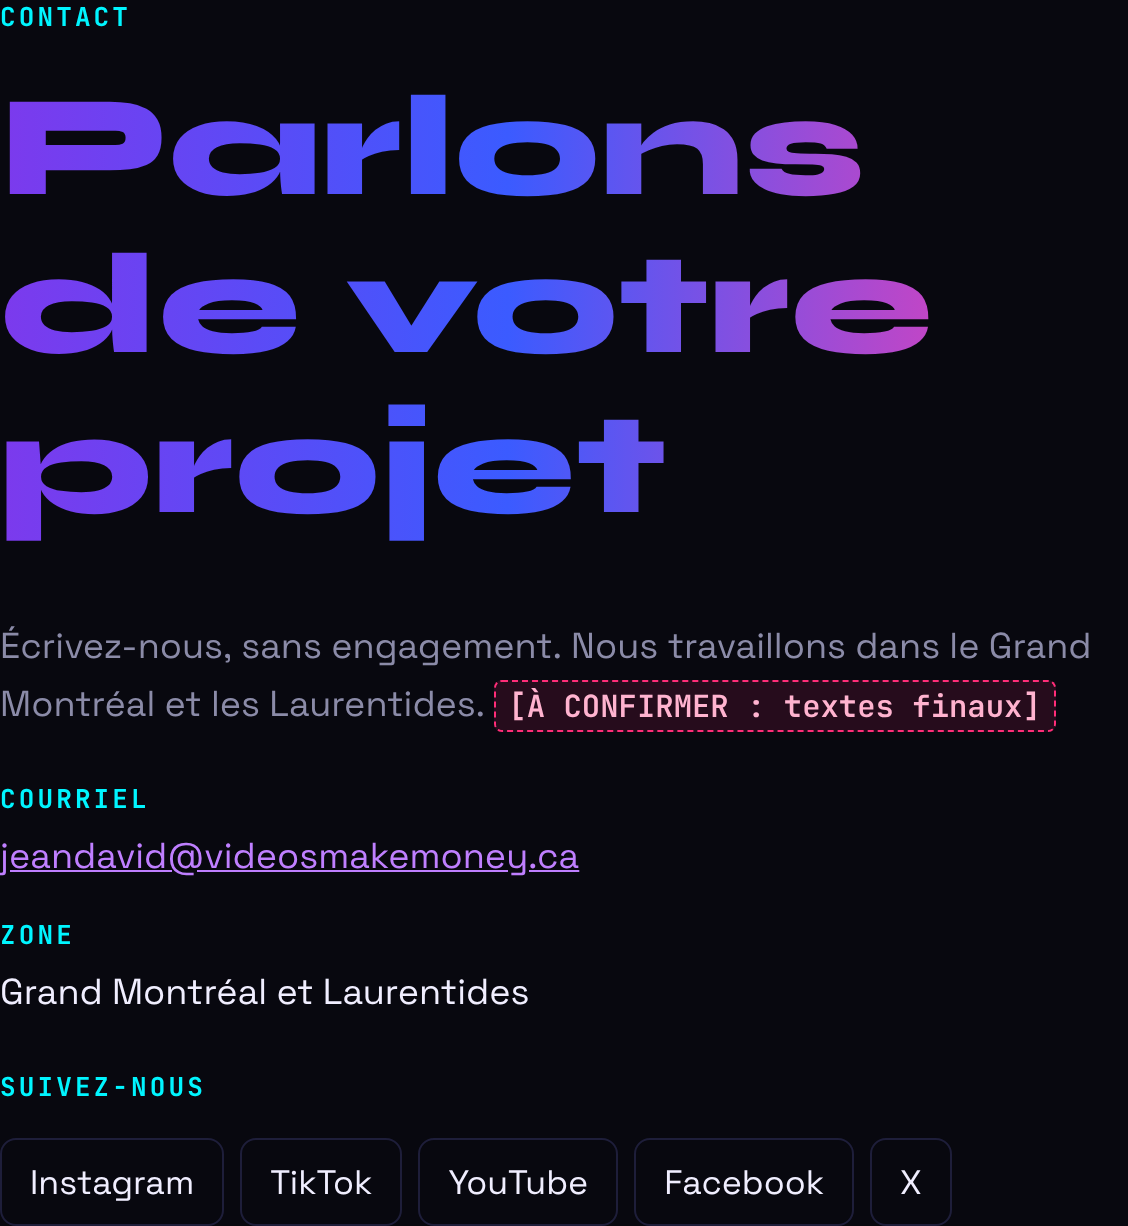 CONTACT
Parlons
de votre
projet
Écrivez-nous, sans engagement. Nous travaillons dans le Grand
Montréal et les Laurentides. [À CONFIRMER : textes finaux]
COURRIEL
jeandavid@videosmakemoney.ca
ZONE
Grand Montréal et Laurentides
SUIVEZ-NOUS
Instagram TikTok YouTube Facebook X